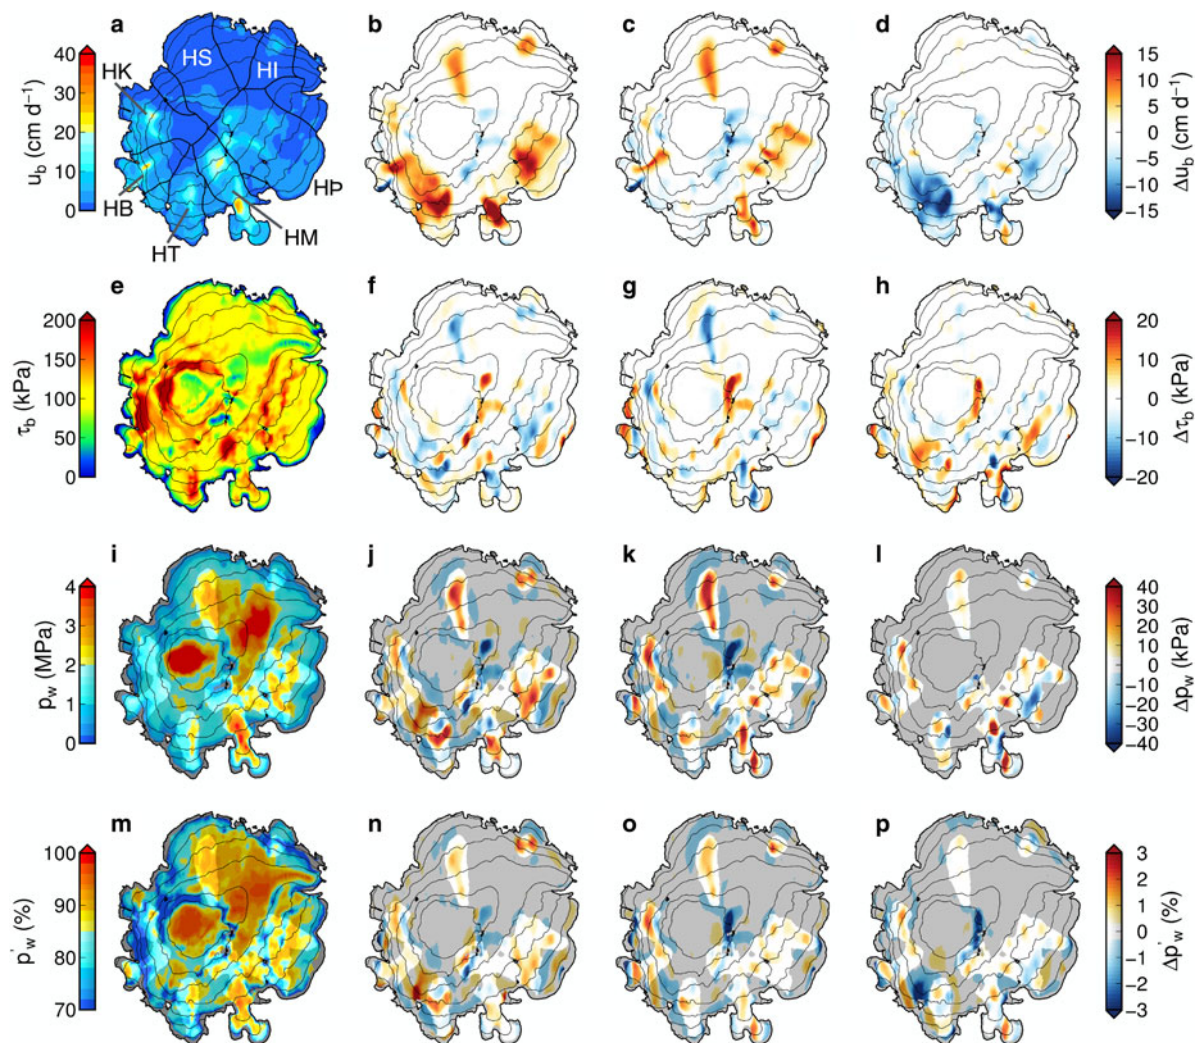 a
b
c
d
40
30
20
10
0
u_b (cm d⁻¹)
HK
HS
HI
HB
HT
HM
HÞ
15
10
5
0
−5
−10
−15
Δu_b (cm d⁻¹)
e
f
g
h
200
150
100
50
0
τ_b (kPa)
20
10
0
−10
−20
Δτ_b (kPa)
i
j
k
l
4
3
2
1
0
p_w (MPa)
40
30
20
10
0
−10
−20
−30
−40
Δp_w (kPa)
m
n
o
p
100
90
80
70
p'_w (%)
3
2
1
0
−1
−2
−3
Δp'_w (%)